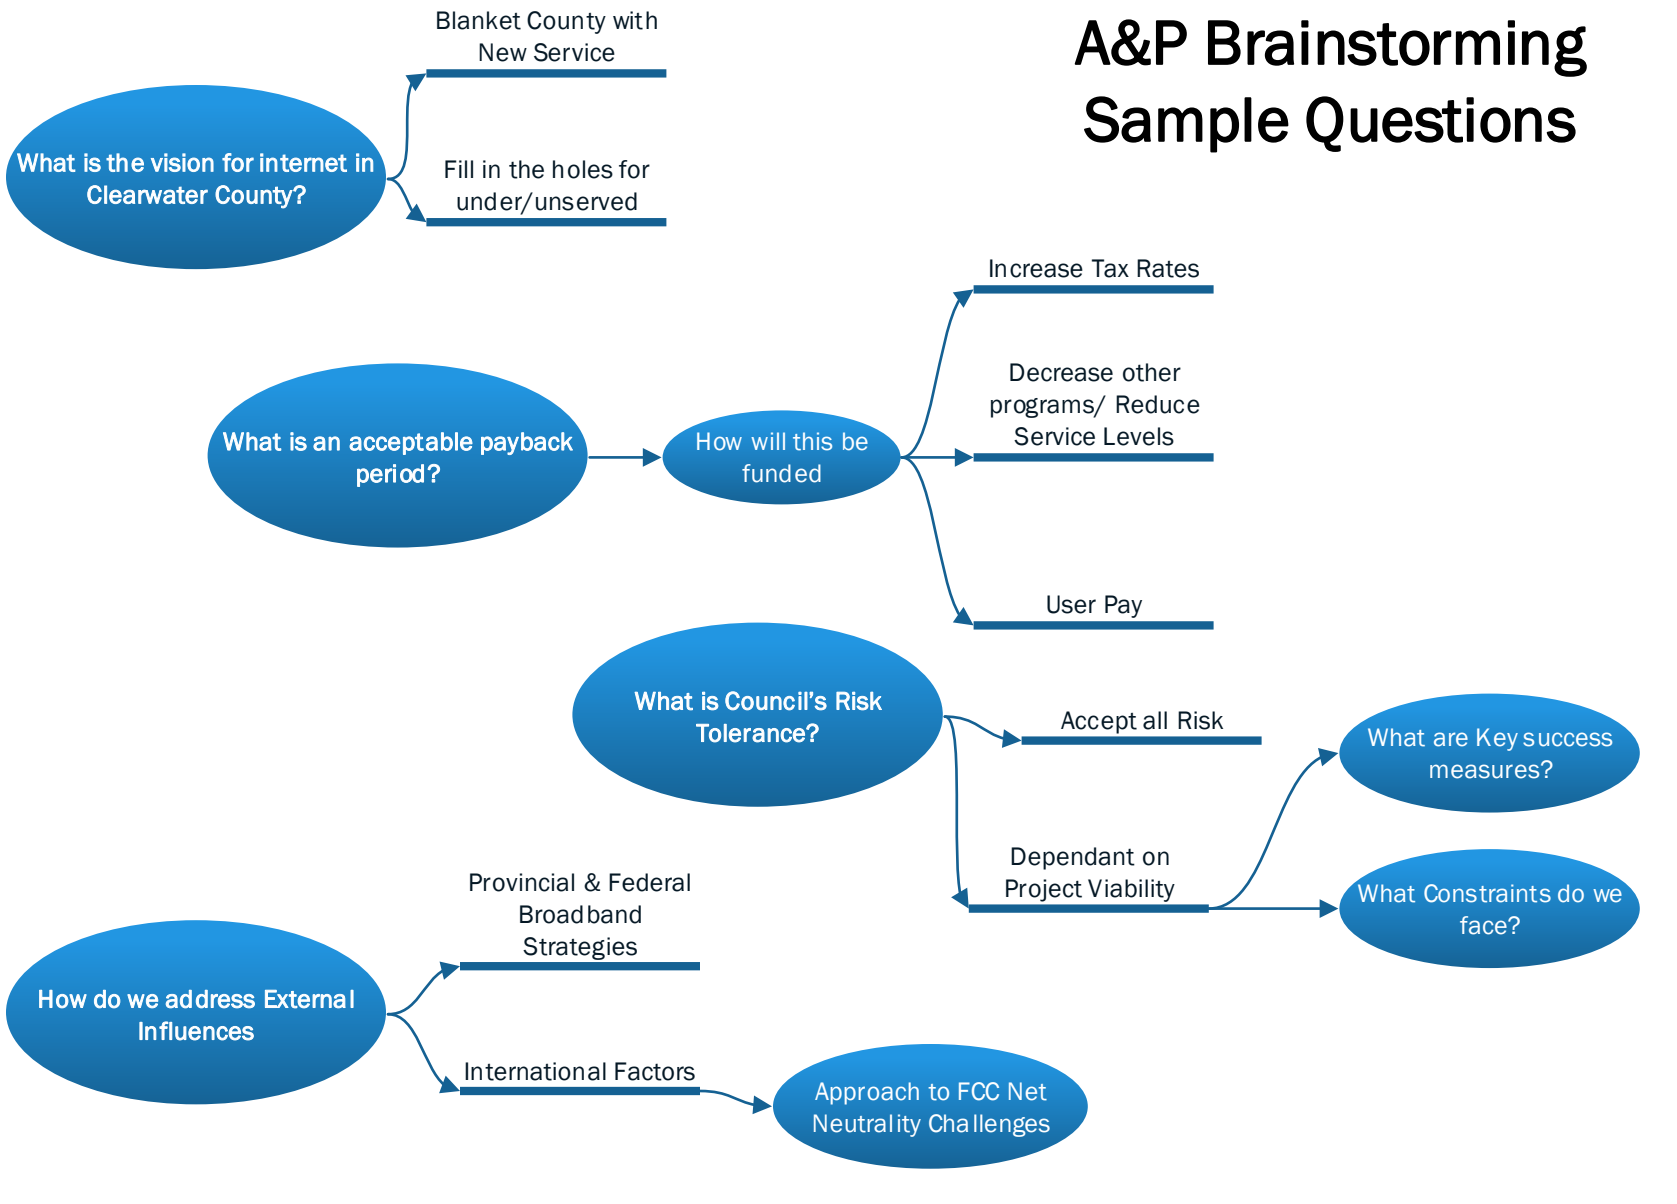 A&P Brainstorming
Sample Questions
Blanket County with
New Service
What is the vision for internet in
Clearwater County?
Fill in the holes for
under/unserved
Increase Tax Rates
Decrease other
programs/ Reduce
Service Levels
What is an acceptable payback
period?
How will this be
funded
User Pay
What is Council's Risk
Tolerance?
Accept all Risk
What are Key success
measures?
Dependant on
Project Viability
What Constraints do we
face?
Provincial & Federal
Broadband
Strategies
How do we address External
Influences
International Factors
Approach to FCC Net
Neutrality Challenges